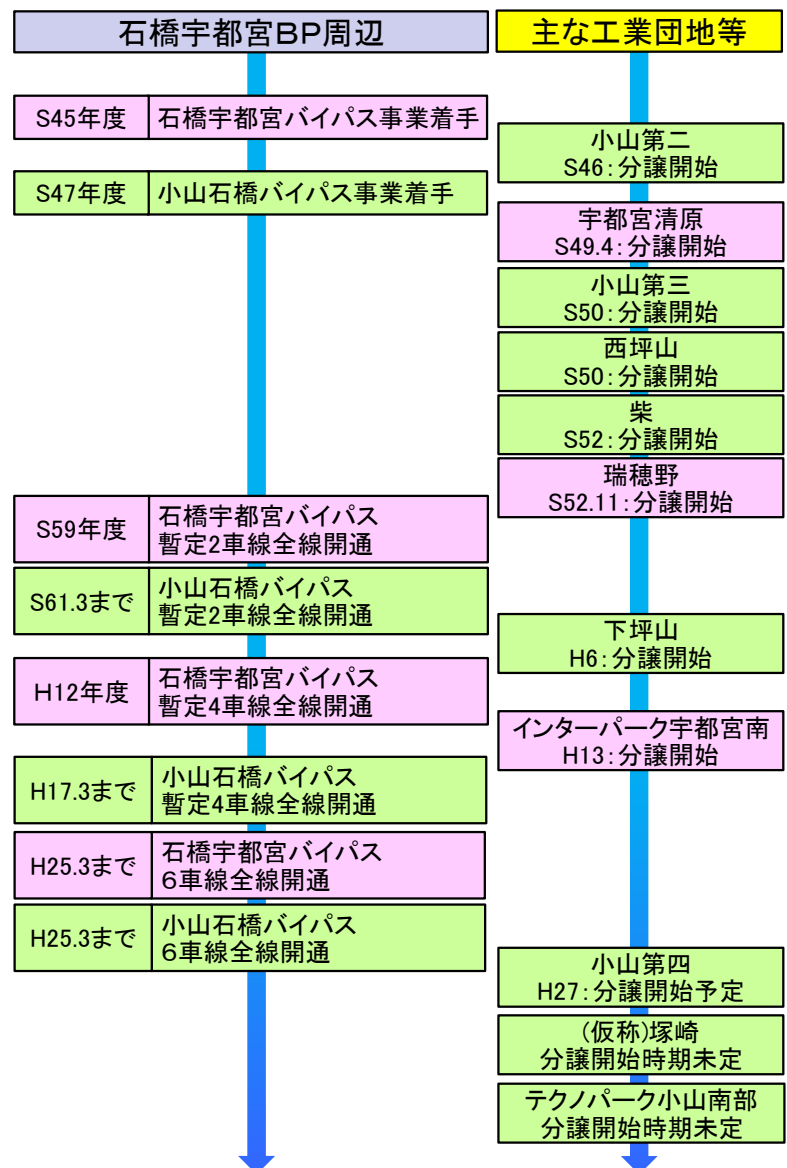 石橋宇都宮BP周辺
S45年度
石橋宇都宮バイパス事業着手
S47年度
小山石橋バイパス事業着手
S59年度
石橋宇都宮バイパス
暫定2車線全線開通
S61.3まで
小山石橋バイパス
暫定2車線全線開通
H12年度
石橋宇都宮バイパス
暫定4車線全線開通
H17.3まで
小山石橋バイパス
暫定4車線全線開通
H25.3まで
石橋宇都宮バイパス
６車線全線開通
H25.3まで
小山石橋バイパス
6車線全線開通
主な工業団地等
小山第二
S46:分譲開始
宇都宮清原
S49.4:分譲開始
小山第三
S50:分譲開始
西坪山
S50:分譲開始
柴
S52:分譲開始
瑞穂野
S52.11:分譲開始
下坪山
H6:分譲開始
インターパーク宇都宮南
H13:分譲開始
小山第四
H27:分譲開始予定
(仮称)塚崎
分譲開始時期未定
テクノパーク小山南部
分譲開始時期未定